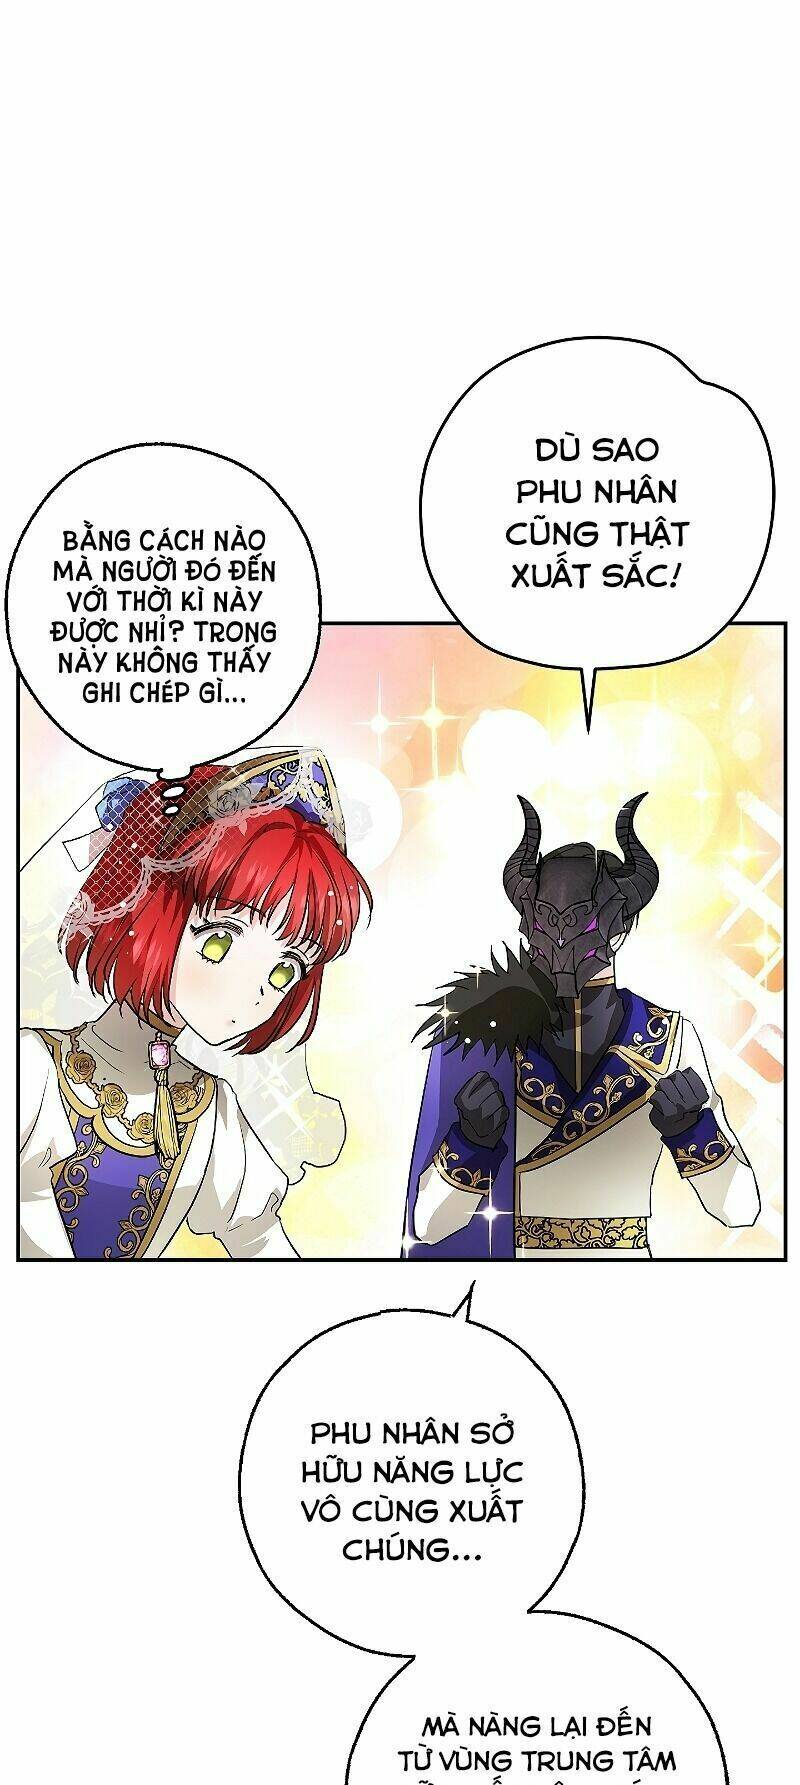 DÙ SAO
PHU NHÂN
CŨNG THẬT
XUẤT SẮC!
BẰNG CÁCH NÀO
MÀ NGƯỜI ĐÓ ĐẾN
VỚI THỜI KÌ NÀY
ĐƯỢC NHỈ? TRONG
NÀY KHÔNG THẤY
GHI CHÉP GÌ...
PHU NHÂN SỞ
HỮU NĂNG LỰC
VÔ CÙNG XUẤT
CHÚNG...
MÀ NÀNG LẠI ĐẾN
TỪ VÙNG TRUNG TÂM